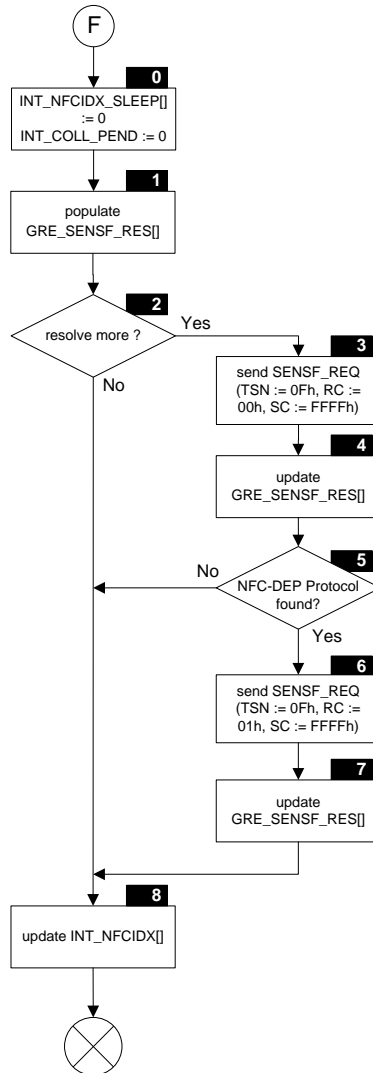 F
0
INT_NFCIDX_SLEEP[]
:= 0
INT_COLL_PEND := 0
1
populate
GRE_SENSF_RES[]
2
resolve more ?
Yes
No
3
send SENSF_REQ
(TSN := 0Fh, RC :=
00h, SC := FFFFh)
4
update
GRE_SENSF_RES[]
5
NFC-DEP Protocol
found?
No
Yes
6
send SENSF_REQ
(TSN := 0Fh, RC :=
01h, SC := FFFFh)
7
update
GRE_SENSF_RES[]
8
update INT_NFCIDX[]